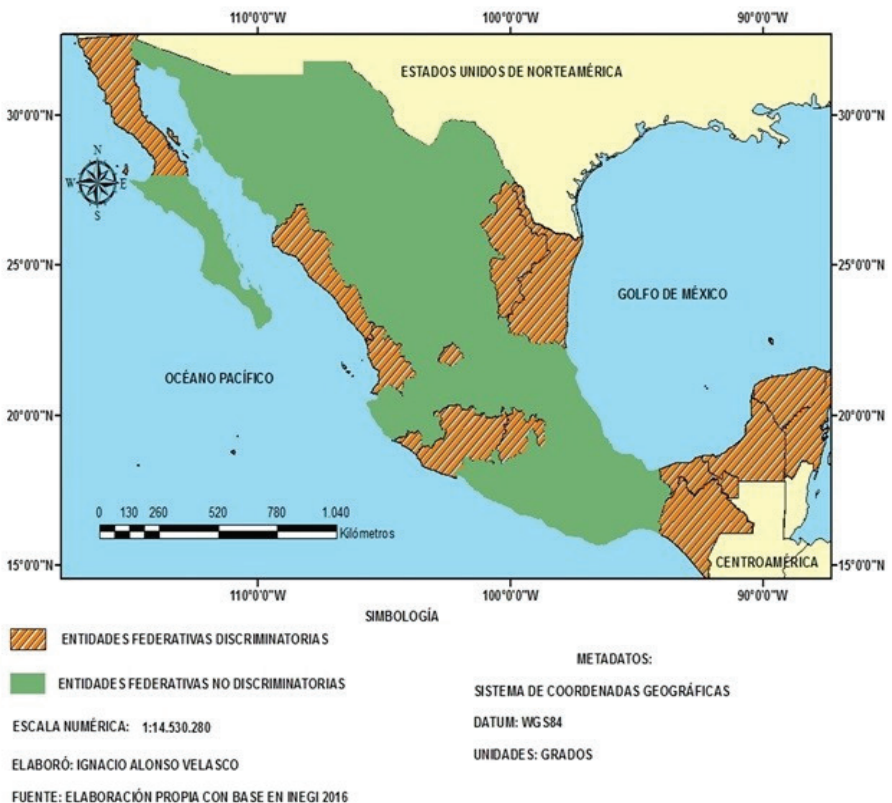 110°0'0"W 100°0'0"W 90°0'0"W
ESTADOS UNIDOS DE NORTEAMÉRICA
30°0'0"N 30°0'0"N
N
W E
S
25°0'0"N 25°0'0"N
GOLFO DE MÉXICO
OCÉANO PACÍFICO
20°0'0"N 20°0'0"N
0 130 260 520 780 1.040
Kilómetros
CENTROAMÉRICA
15°0'0"N 15°0'0"N
110°0'0"W 100°0'0"W 90°0'0"W
SIMBOLOGÍA
ENTIDADES FEDERATIVAS DISCRIMINATORIAS
ENTIDADES FEDERATIVAS NO DISCRIMINATORIAS
ESCALA NUMÉRICA: 1:14.530.280
ELABORÓ: IGNACIO ALONSO VELASCO
FUENTE: ELABORACIÓN PROPIA CON BASE EN INEGI 2016
METADATOS:
SISTEMA DE COORDENADAS GEOGRÁFICAS
DATUM: WGS84
UNIDADES: GRADOS